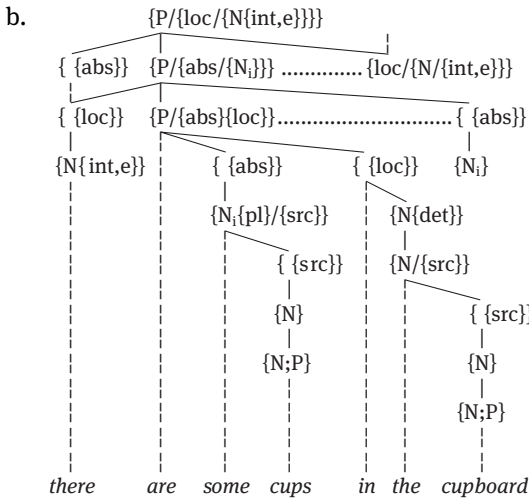 b. {P/{loc/{N{int,e}}}}
{ {abs}} {P/{abs/{Nᵢ}}} .............. {loc/{N/{int,e}}}
{ {loc}} {P/{abs}{loc}}.............................. { {abs}}
{N{int,e}} { {abs}} { {loc}} {Nᵢ}
{Nᵢ{pl}/{src}} {N{det}}
{ {src}} {N/{src}}
{N} { {src}}
{N;P} {N}
{N;P}
there are some cups in the cupboard